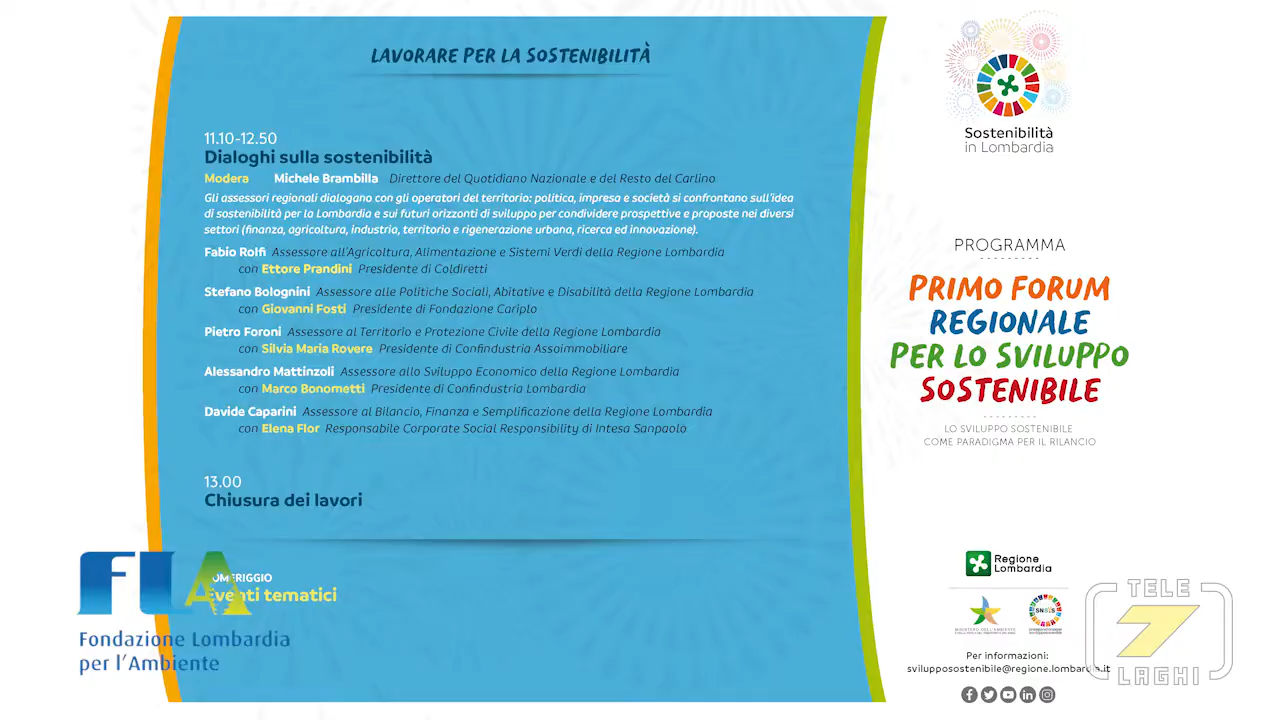 LAVORARE PER LA SOSTENIBILITÀ
11.10-12.50
Dialoghi sulla sostenibilità
Modera Michele Brambilla Direttore del Quotidiano Nazionale e del Resto del Carlino
Gli assessori regionali dialogano con gli operatori del territorio: politica, impresa e società si confrontano sull'idea
di sostenibilità per la Lombardia e sui futuri orizzonti di sviluppo per condividere prospettive e proposte nei diversi
settori (finanza, agricoltura, industria, territorio e rigenerazione urbana, ricerca ed innovazione).
Fabio Rolfi Assessore all'Agricoltura, Alimentazione e Sistemi Verdi della Regione Lombardia
con Ettore Prandini Presidente di Coldiretti
Stefano Bolognini Assessore alle Politiche Sociali, Abitative e Disabilità della Regione Lombardia
con Giovanni Fosti Presidente di Fondazione Cariplo
Pietro Foroni Assessore al Territorio e Protezione Civile della Regione Lombardia
con Silvia Maria Rovere Presidente di Confindustria Assoimmobiliare
Alessandro Mattinzoli Assessore allo Sviluppo Economico della Regione Lombardia
con Marco Bonometti Presidente di Confindustria Lombardia
Davide Caparini Assessore al Bilancio, Finanza e Semplificazione della Regione Lombardia
con Elena Flor Responsabile Corporate Social Responsibility di Intesa Sanpaolo
13.00
Chiusura dei lavori
POMERIGGIO
Eventi tematici
FLA
Fondazione Lombardia
per l'Ambiente
Sostenibilità
in Lombardia
PROGRAMMA
PRIMO FORUM
REGIONALE
PER LO SVILUPPO
SOSTENIBILE
LO SVILUPPO SOSTENIBILE
COME PARADIGMA PER IL RILANCIO
Regione
Lombardia
SNSvS
Per informazioni:
svilupposostenibile@regione.lombardia.it
TELE
7
LAGHI